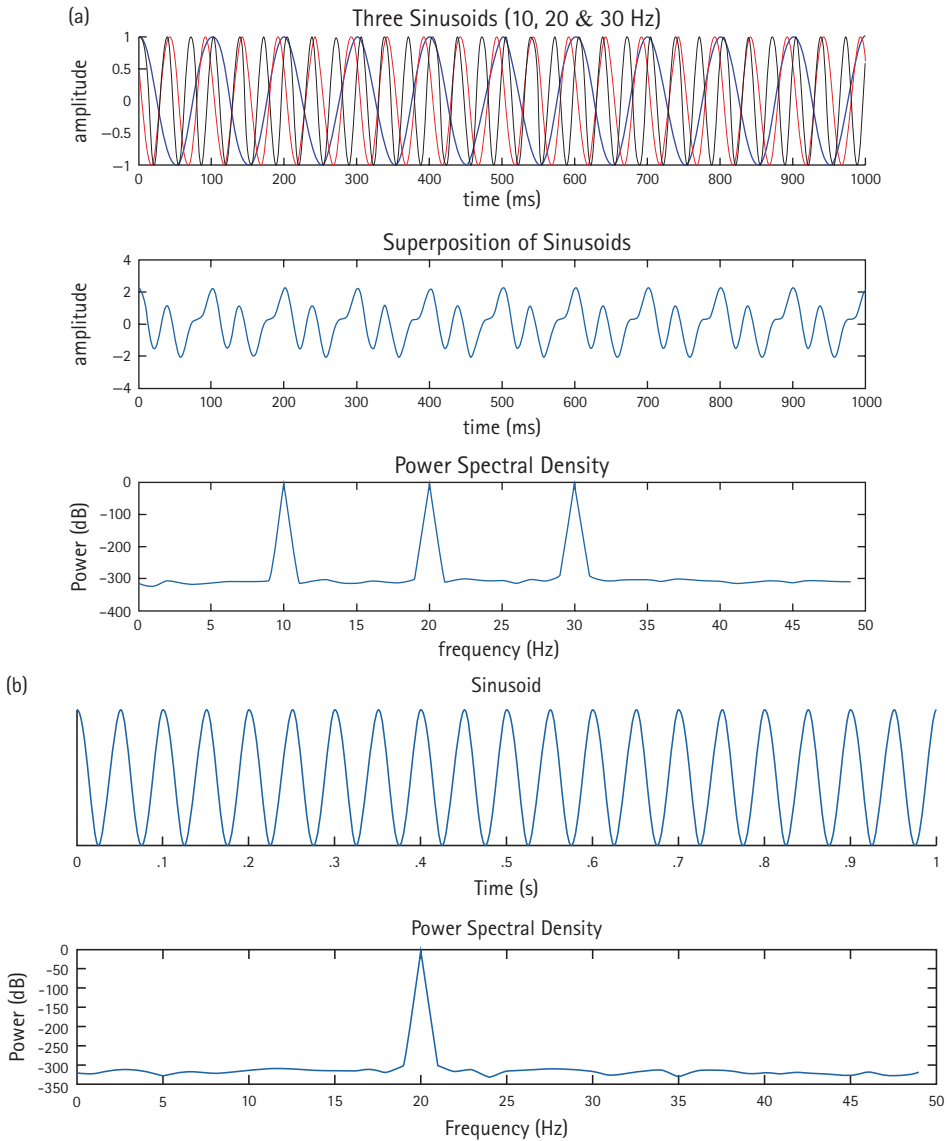 (a)
Three Sinusoids (10, 20 & 30 Hz)
amplitude
1
0.5
0
−0.5
−1
0 100 200 300 400 500 600 700 800 900 1000
time (ms)
Superposition of Sinusoids
amplitude
4
2
0
−2
−4
0 100 200 300 400 500 600 700 800 900 1000
time (ms)
Power Spectral Density
Power (dB)
0
-100
-200
-300
-400
0 5 10 15 20 25 30 35 40 45 50
frequency (Hz)
(b)
Sinusoid
0 .1 .2 .3 .4 .5 .6 .7 .8 .9 1
Time (s)
Power Spectral Density
Power (dB)
0
-50
-100
-150
-200
-250
-300
-350
0 5 10 15 20 25 30 35 40 45 50
Frequency (Hz)